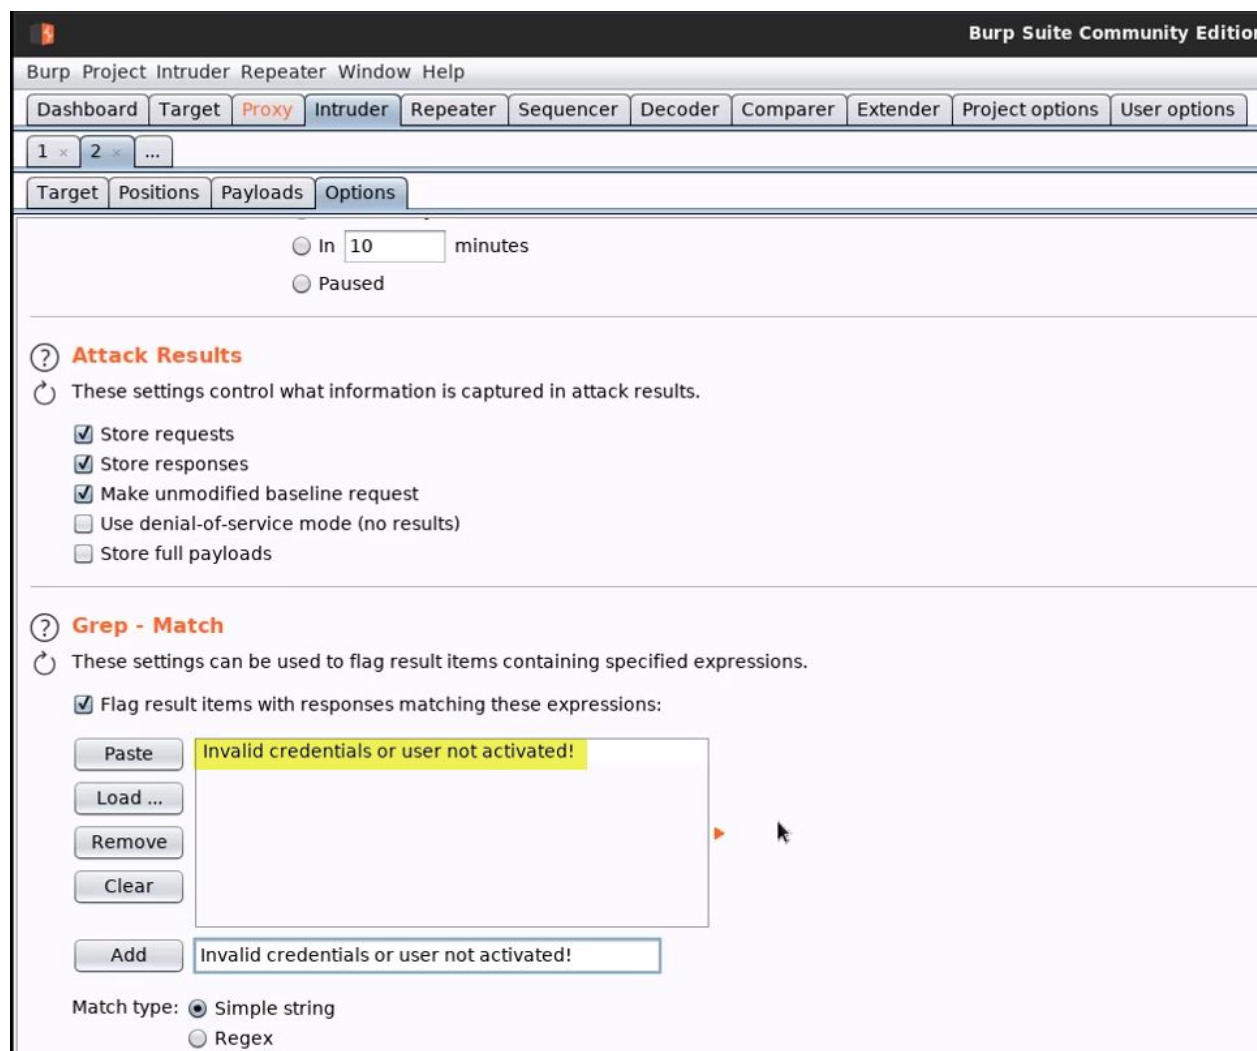 Burp Suite Community Edition
Burp Project Intruder Repeater Window Help
Dashboard Target Proxy Intruder Repeater Sequencer Decoder Comparer Extender Project options User options
1 × 2 × ...
Target Positions Payloads Options
In 10 minutes
Paused
? Attack Results
These settings control what information is captured in attack results.
Store requests
Store responses
Make unmodified baseline request
Use denial-of-service mode (no results)
Store full payloads
? Grep - Match
These settings can be used to flag result items containing specified expressions.
Flag result items with responses matching these expressions:
Paste Invalid credentials or user not activated!
Load ...
Remove
Clear
Add Invalid credentials or user not activated!
Match type: Simple string
Regex